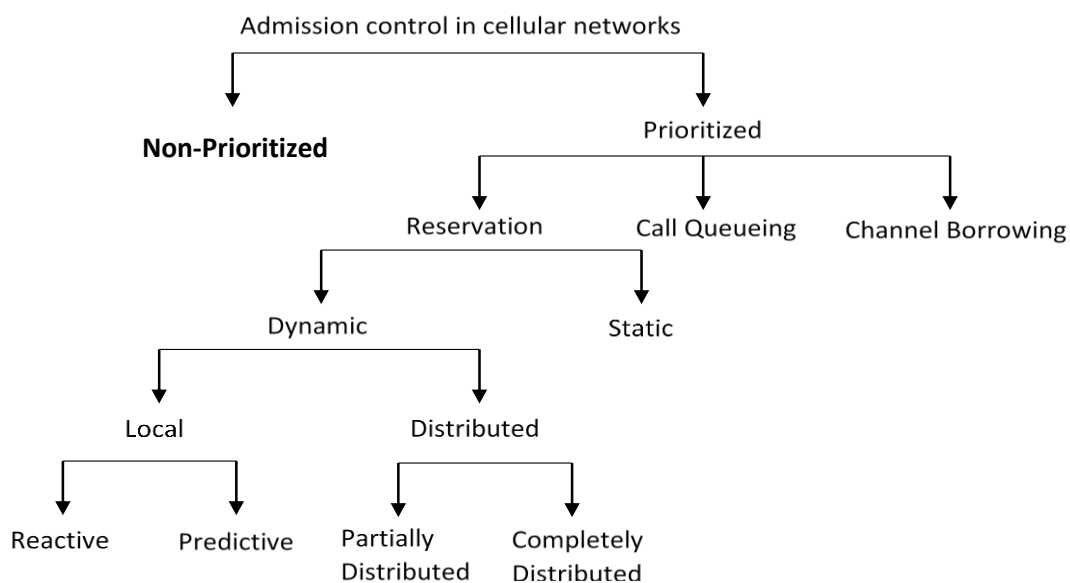 Admission control in cellular networks
Non-Prioritized
Prioritized
Reservation
Call Queueing
Channel Borrowing
Dynamic
Static
Local
Distributed
Reactive
Predictive
Partially
Distributed
Completely
Distributed